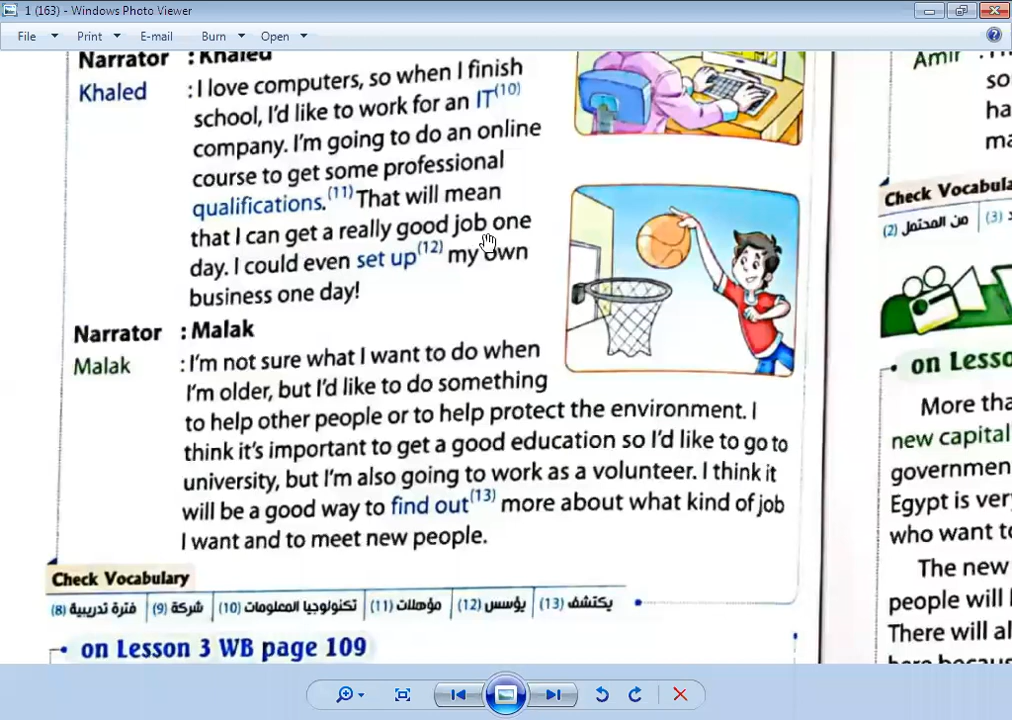 1 (163) - Windows Photo Viewer
File Print E-mail Burn Open
Narrator : Khaled
Khaled : I love computers, so when I finish
school, I'd like to work for an IT(10)
company. I'm going to do an online
course to get some professional
qualifications.(11) That will mean
that I can get a really good job one
day. I could even set up(12) my own
business one day!
Narrator : Malak
Malak : I'm not sure what I want to do when
I'm older, but I'd like to do something
to help other people or to help protect the environment. I
think it's important to get a good education so I'd like to go to
university, but I'm also going to work as a volunteer. I think it
will be a good way to find out(13) more about what kind of job
I want and to meet new people.
Check Vocabulary
(8) فترة تدريبية (9) شركة (10) تكنولوجيا المعلومات (11) مؤهلات (12) يؤسس (13) يكتشف
on Lesson 3 WB page 109
Amir :
so
ha
ma
Check Vocabula
(2) من المحتمل (3)
on Lesso
More tha
new capital
governmen
Egypt is very
who want to
The new
people will
There will al